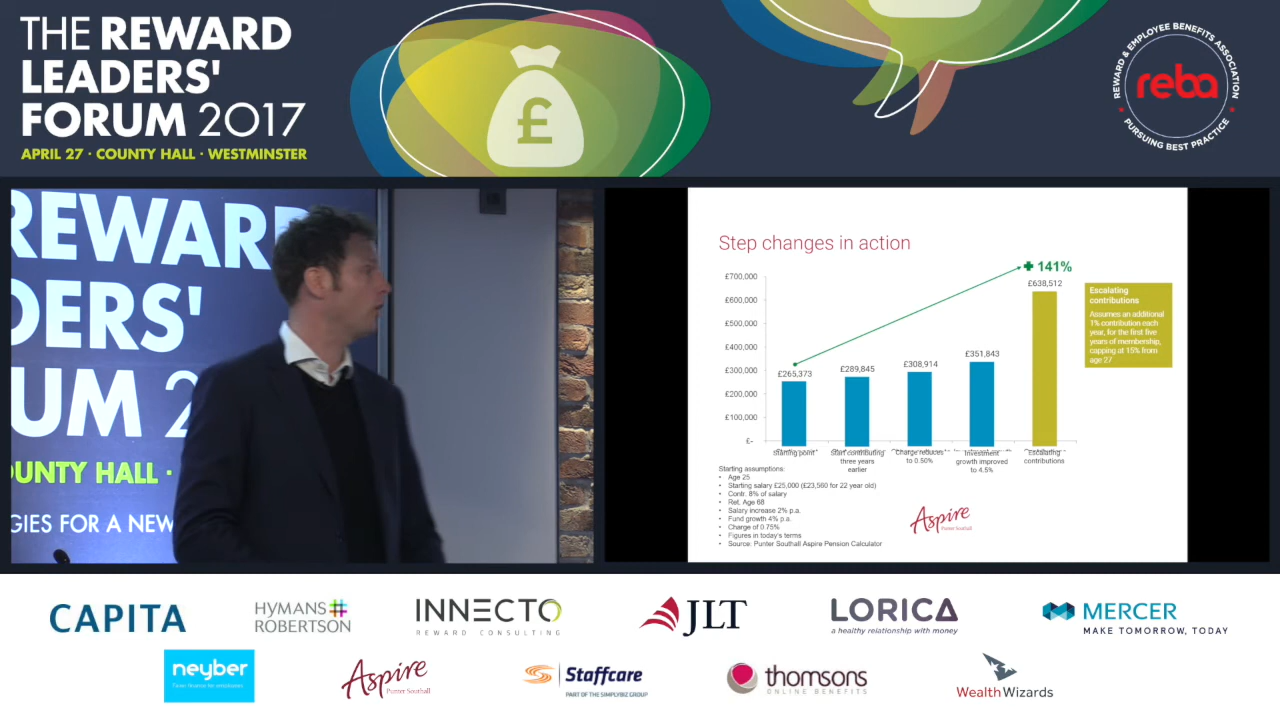 THE REWARD
LEADERS'
FORUM 2017
APRIL 27 · COUNTY HALL · WESTMINSTER
£
REWARD & EMPLOYEE BENEFITS ASSOCIATION
reba
PURSUING BEST PRACTICE
REWARD
DERS'
UM 2
OUNTY HALL ·
GIES FOR A NEW
Step changes in action
£700,000
£600,000
£500,000
£400,000
£300,000
£200,000
£100,000
£-
+ 141%
£265,373
£289,845
£308,914
£351,843
£638,512
Starting point
Start contributing
three years
earlier
Charge reduces
to 0.50%
Investment
growth improved
to 4.5%
Escalating
contributions
Escalating
contributions
Assumes an additional
1% contribution each
year, for the first five
years of membership,
capping at 15% from
age 27
Starting assumptions:
• Age 25
• Starting salary £25,000 (£23,560 for 22 year old)
• Contr. 8% of salary
• Ret. Age 68
• Salary increase 2% p.a.
• Fund growth 4% p.a.
• Charge of 0.75%
• Figures in today's terms
• Source: Punter Southall Aspire Pension Calculator
Aspire
Punter Southall
CAPITA
HYMANS
ROBERTSON
INNECTO
REWARD CONSULTING
JLT
LORICA
a healthy relationship with money
MERCER
MAKE TOMORROW, TODAY
neyber
Aspire
Punter Southall
Staffcare
PART OF THE SIMPLYBIZ GROUP
thomsons
ONLINE BENEFITS
WealthWizards